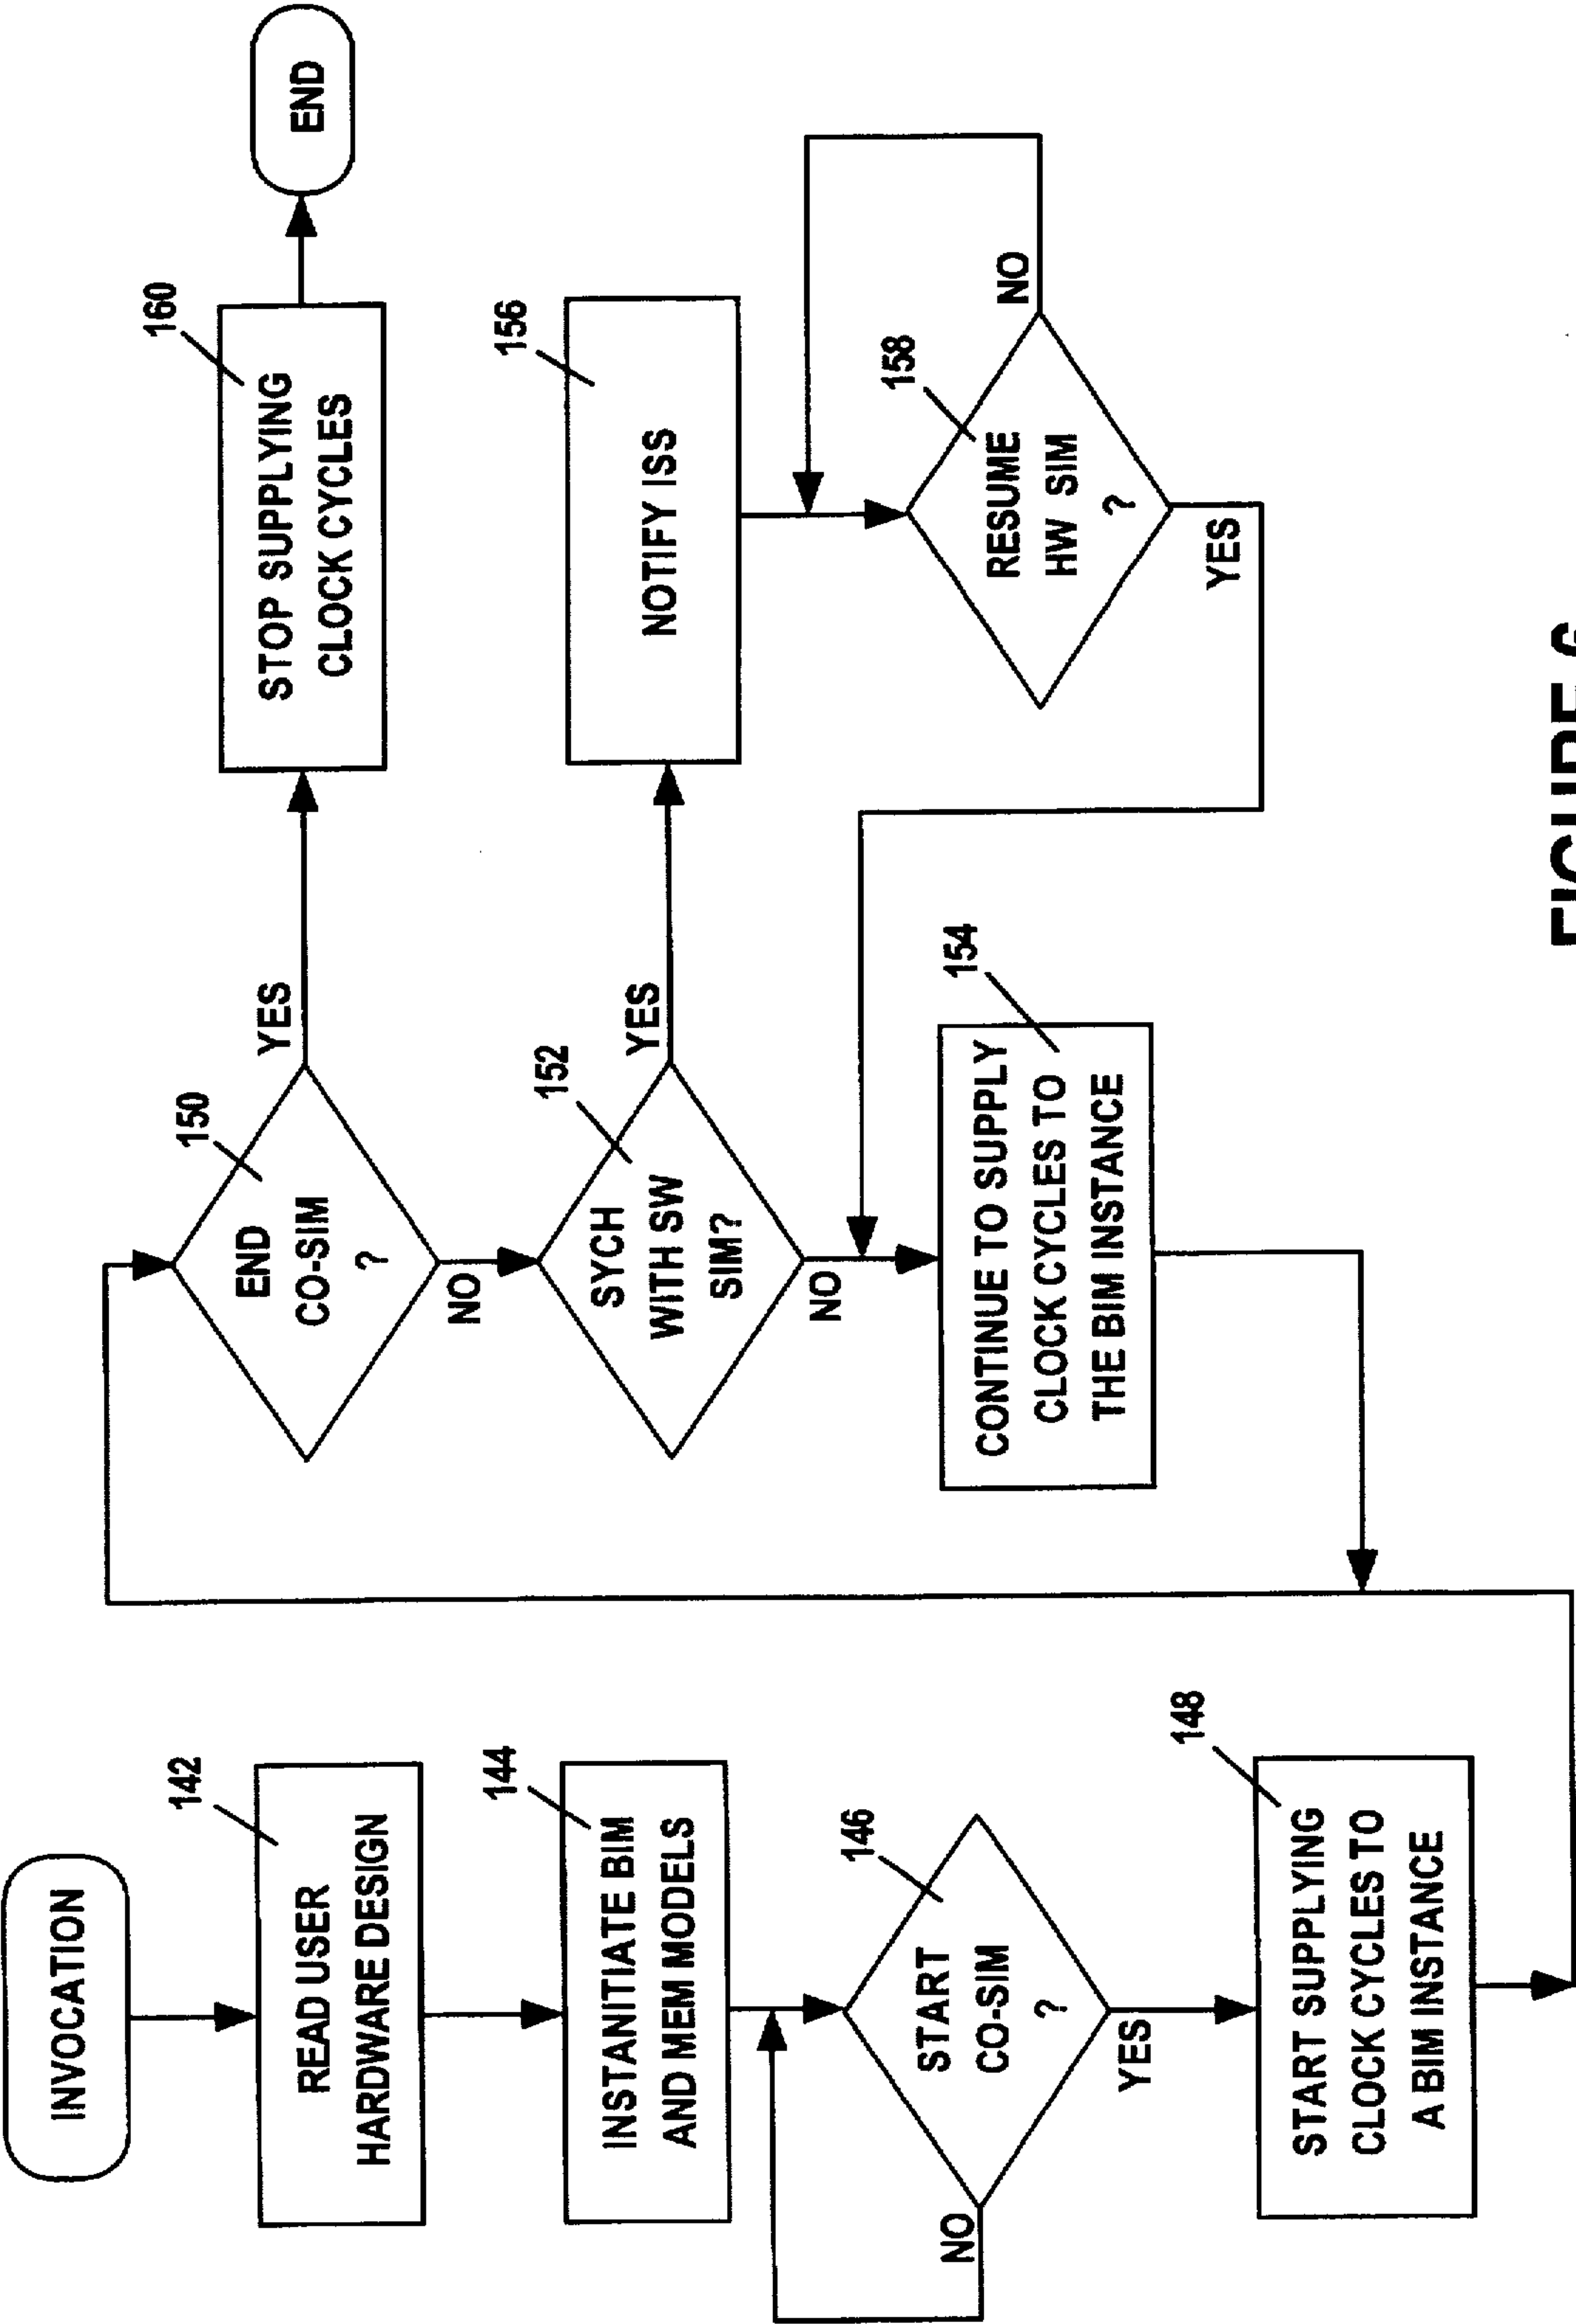 INVOCATION
142
READ USER
HARDWARE DESIGN
144
INSTANITIATE BIM
AND MEM MODELS
146
START
CO-SIM
?
NO
YES
148
START SUPPLYING
CLOCK CYCLES TO
A BIM INSTANCE
150
END
CO-SIM
?
YES
NO
152
SYCH
WITH SW
SIM?
YES
NO
154
CONTINUE TO SUPPLY
CLOCK CYCLES TO
THE BIM INSTANCE
160
STOP SUPPLYING
CLOCK CYCLES
END
156
NOTIFY ISS
158
RESUME
HW SIM
?
NO
YES
FIGURE